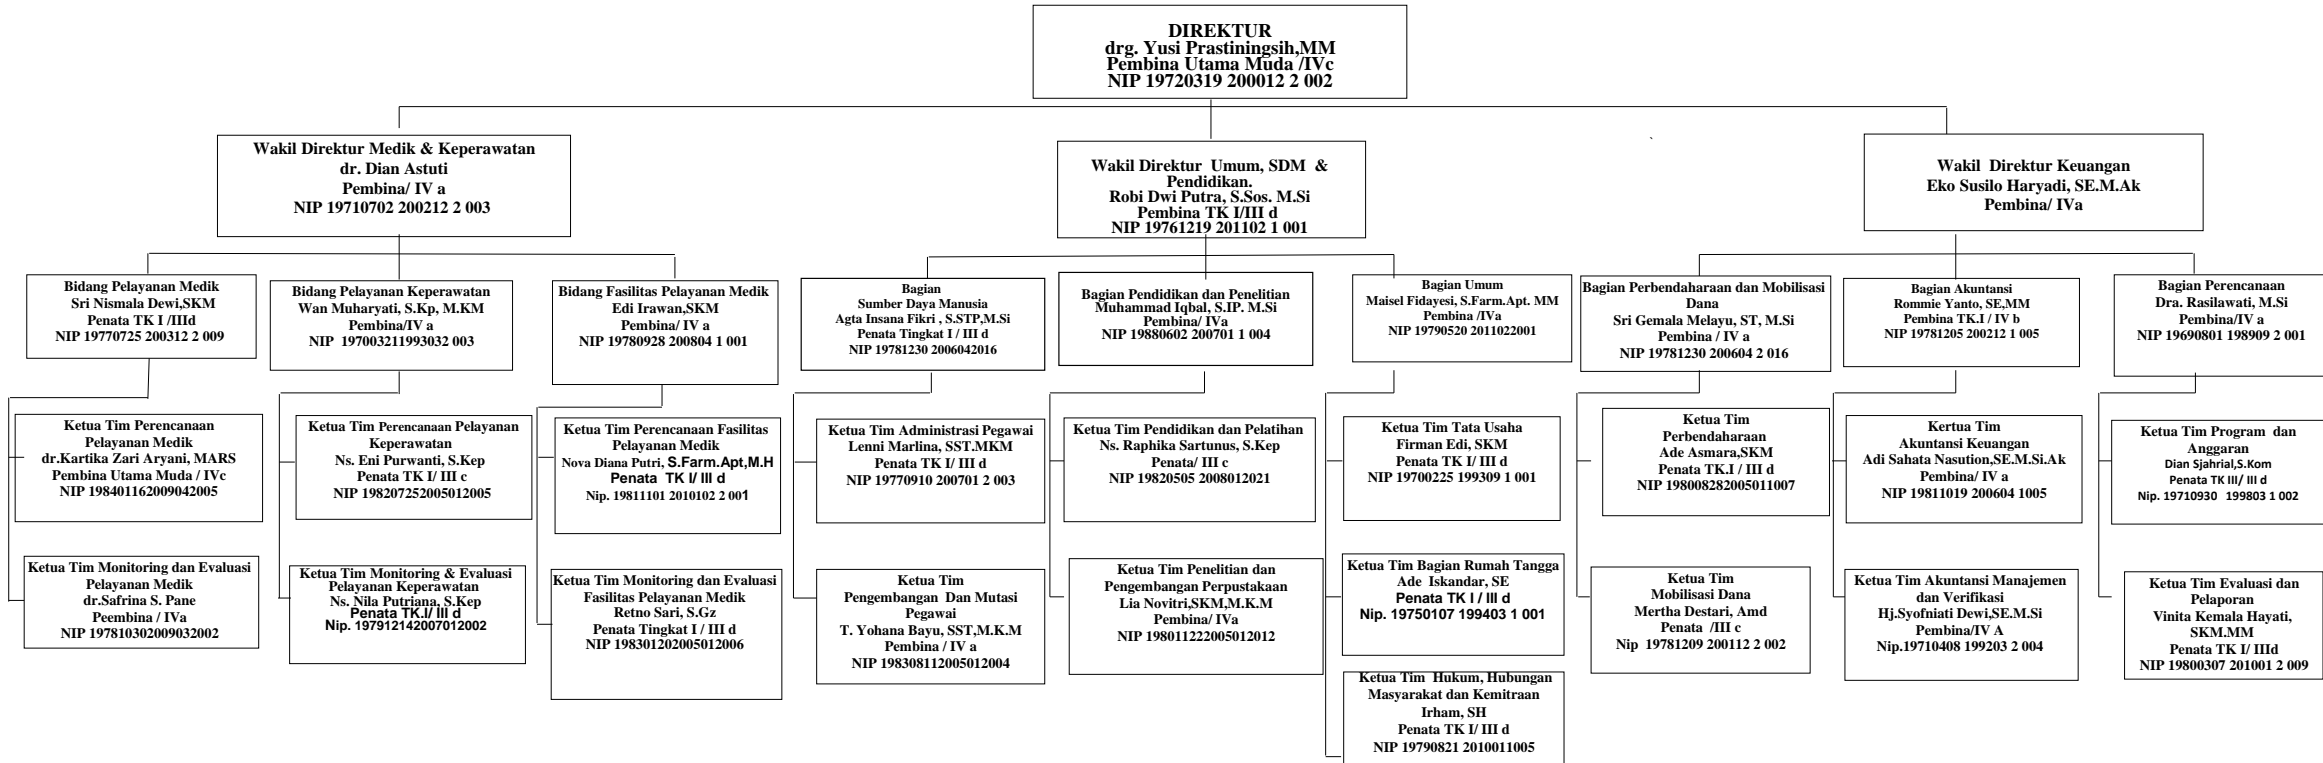 DIREKTUR
drg. Yusi Prastiningsih,MM
Pembina Utama Muda /IVc
NIP 19720319 200012 2 002
Wakil Direktur Medik & Keperawatan
dr. Dian Astuti
Pembina/ IV a
NIP 19710702 200212 2 003
Wakil Direktur Umum, SDM &
Pendidikan.
Robi Dwi Putra, S.Sos. M.Si
Pembina TK I/III d
NIP 19761219 201102 1 001
`
Wakil Direktur Keuangan
Eko Susilo Haryadi, SE.M.Ak
Pembina/ IVa
Bidang Pelayanan Medik
Sri Nismala Dewi,SKM
Penata TK I /IIId
NIP 19770725 200312 2 009
Bidang Pelayanan Keperawatan
Wan Muharyati, S.Kp, M.KM
Pembina/IV a
NIP 197003211993032 003
Bidang Fasilitas Pelayanan Medik
Edi Irawan,SKM
Pembina/ IV a
NIP 19780928 200804 1 001
Bagian
Sumber Daya Manusia
Agta Insana Fikri , S.STP,M.Si
Penata Tingkat I / III d
NIP 19781230 2006042016
Bagian Pendidikan dan Penelitian
Muhammad Iqbal, S.IP. M.Si
Pembina/ IVa
NIP 19880602 200701 1 004
Bagian Umum
Maisel Fidayesi, S.Farm.Apt. MM
Pembina /IVa
NIP 19790520 2011022001
Bagian Perbendaharaan dan Mobilisasi
Dana
Sri Gemala Melayu, ST, M.Si
Pembina / IV a
NIP 19781230 200604 2 016
Bagian Akuntansi
Rommie Yanto, SE,MM
Pembina TK.I / IV b
NIP 19781205 200212 1 005
Bagian Perencanaan
Dra. Rasilawati, M.Si
Pembina/IV a
NIP 19690801 198909 2 001
Ketua Tim Perencanaan
Pelayanan Medik
dr.Kartika Zari Aryani, MARS
Pembina Utama Muda / IVc
NIP 198401162009042005
Ketua Tim Perencanaan Pelayanan
Keperawatan
Ns. Eni Purwanti, S.Kep
Penata TK I/ III c
NIP 198207252005012005
Ketua Tim Perencanaan Fasilitas
Pelayanan Medik
Nova Diana Putri, S.Farm.Apt,M.H
Penata TK I/ III d
Nip. 19811101 2010102 2 001
Ketua Tim Administrasi Pegawai
Lenni Marlina, SST.MKM
Penata TK I/ III d
NIP 19770910 200701 2 003
Ketua Tim Pendidikan dan Pelatihan
Ns. Raphika Sartunus, S.Kep
Penata/ III c
NIP 19820505 2008012021
Ketua Tim Tata Usaha
Firman Edi, SKM
Penata TK I/ III d
NIP 19700225 199309 1 001
Ketua Tim
Perbendaharaan
Ade Asmara,SKM
Penata TK.I / III d
NIP 198008282005011007
Kertua Tim
Akuntansi Keuangan
Adi Sahata Nasution,SE.M.Si.Ak
Pembina/ IV a
NIP 19811019 200604 1005
Ketua Tim Program dan
Anggaran
Dian Sjahrial,S.Kom
Penata TK III/ III d
Nip. 19710930 199803 1 002
Ketua Tim Monitoring dan Evaluasi
Pelayanan Medik
dr.Safrina S. Pane
Peembina / IVa
NIP 197810302009032002
Ketua Tim Monitoring & Evaluasi
Pelayanan Keperawatan
Ns. Nila Putriana, S.Kep
Penata TK.I/ III d
Nip. 197912142007012002
Ketua Tim Monitoring dan Evaluasi
Fasilitas Pelayanan Medik
Retno Sari, S.Gz
Penata Tingkat I / III d
NIP 198301202005012006
Ketua Tim
Pengembangan Dan Mutasi
Pegawai
T. Yohana Bayu, SST,M.K.M
Pembina / IV a
NIP 198308112005012004
Ketua Tim Penelitian dan
Pengembangan Perpustakaan
Lia Novitri,SKM,M.K.M
Pembina/ IVa
NIP 198011222005012012
Ketua Tim Bagian Rumah Tangga
Ade Iskandar, SE
Penata TK I / III d
Nip. 19750107 199403 1 001
Ketua Tim
Mobilisasi Dana
Mertha Destari, Amd
Penata /III c
Nip 19781209 200112 2 002
Ketua Tim Akuntansi Manajemen
dan Verifikasi
Hj.Syofniati Dewi,SE.M.Si
Pembina/IV A
Nip.19710408 199203 2 004
Ketua Tim Evaluasi dan
Pelaporan
Vinita Kemala Hayati,
SKM.MM
Penata TK I/ IIId
NIP 19800307 201001 2 009
Ketua Tim Hukum, Hubungan
Masyarakat dan Kemitraan
Irham, SH
Penata TK I/ III d
NIP 19790821 2010011005